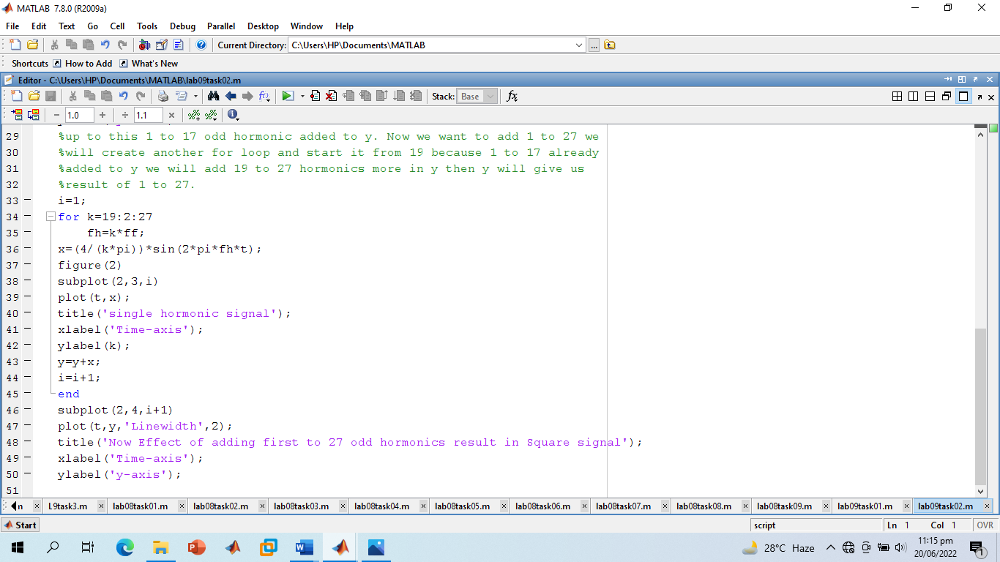 MATLAB 7.8.0 (R2009a)
File Edit Text Go Cell Tools Debug Parallel Desktop Window Help
Current Directory: C:\Users\HP\Documents\MATLAB ...
Shortcuts How to Add What's New
Editor - C:\Users\HP\Documents\MATLAB\lab09task02.m
Stack: Base fx
− 1.0 + ÷ 1.1 ×
29 %up to this 1 to 17 odd hormonic added to y. Now we want to add 1 to 27 we
30 %will create another for loop and start it from 19 because 1 to 17 already
31 %added to y we will add 19 to 27 hormonics more in y then y will give us
32 %result of 1 to 27.
33 i=1;
34 for k=19:2:27
35 fh=k*ff;
36 x=(4/(k*pi))*sin(2*pi*fh*t);
37 figure(2)
38 subplot(2,3,i)
39 plot(t,x);
40 title('single hormonic signal');
41 xlabel('Time-axis');
42 ylabel(k);
43 y=y+x;
44 i=i+1;
45 end
46 subplot(2,4,i+1)
47 plot(t,y,'Linewidth',2);
48 title('Now Effect of adding first to 27 odd hormonics result in Square signal');
49 xlabel('Time-axis');
50 ylabel('y-axis');
51
n L9task3.m lab08task01.m lab08task02.m lab08task03.m lab08task04.m lab08task05.m lab08task06.m lab08task07.m lab08task08.m lab08task09.m lab09task01.m lab09task02.m
Start script Ln 1 Col 1 OVR
28°C Haze 11:15 pm
20/06/2022 1